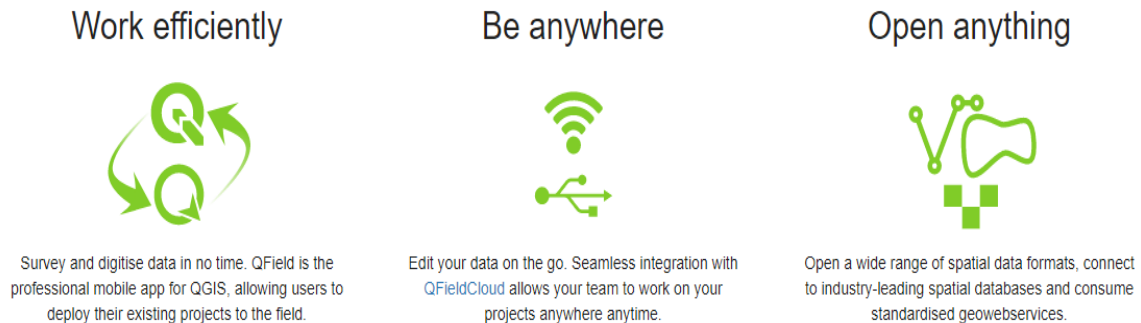 Work efficiently
Survey and digitise data in no time. QField is the
professional mobile app for QGIS, allowing users to
deploy their existing projects to the field.
Be anywhere
Edit your data on the go. Seamless integration with
QFieldCloud allows your team to work on your
projects anywhere anytime.
Open anything
Open a wide range of spatial data formats, connect
to industry-leading spatial databases and consume
standardised geowebservices.